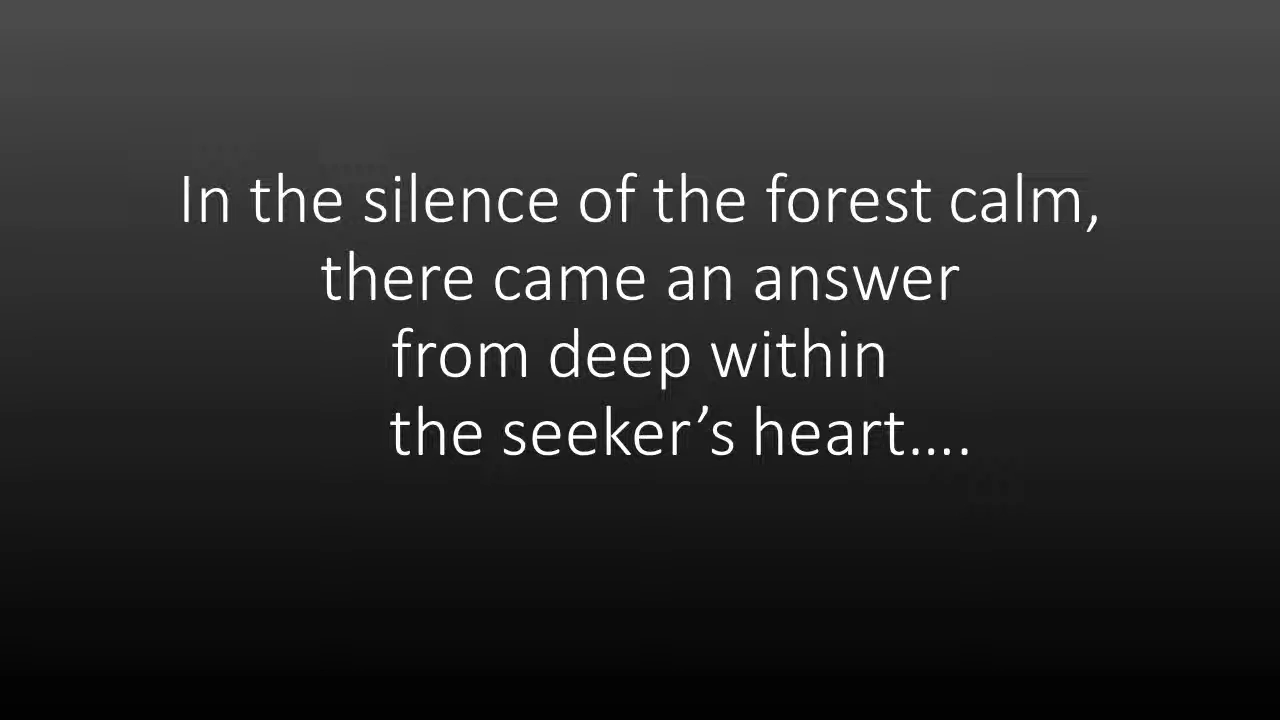 In the silence of the forest calm,
there came an answer
from deep within
the seeker’s heart….